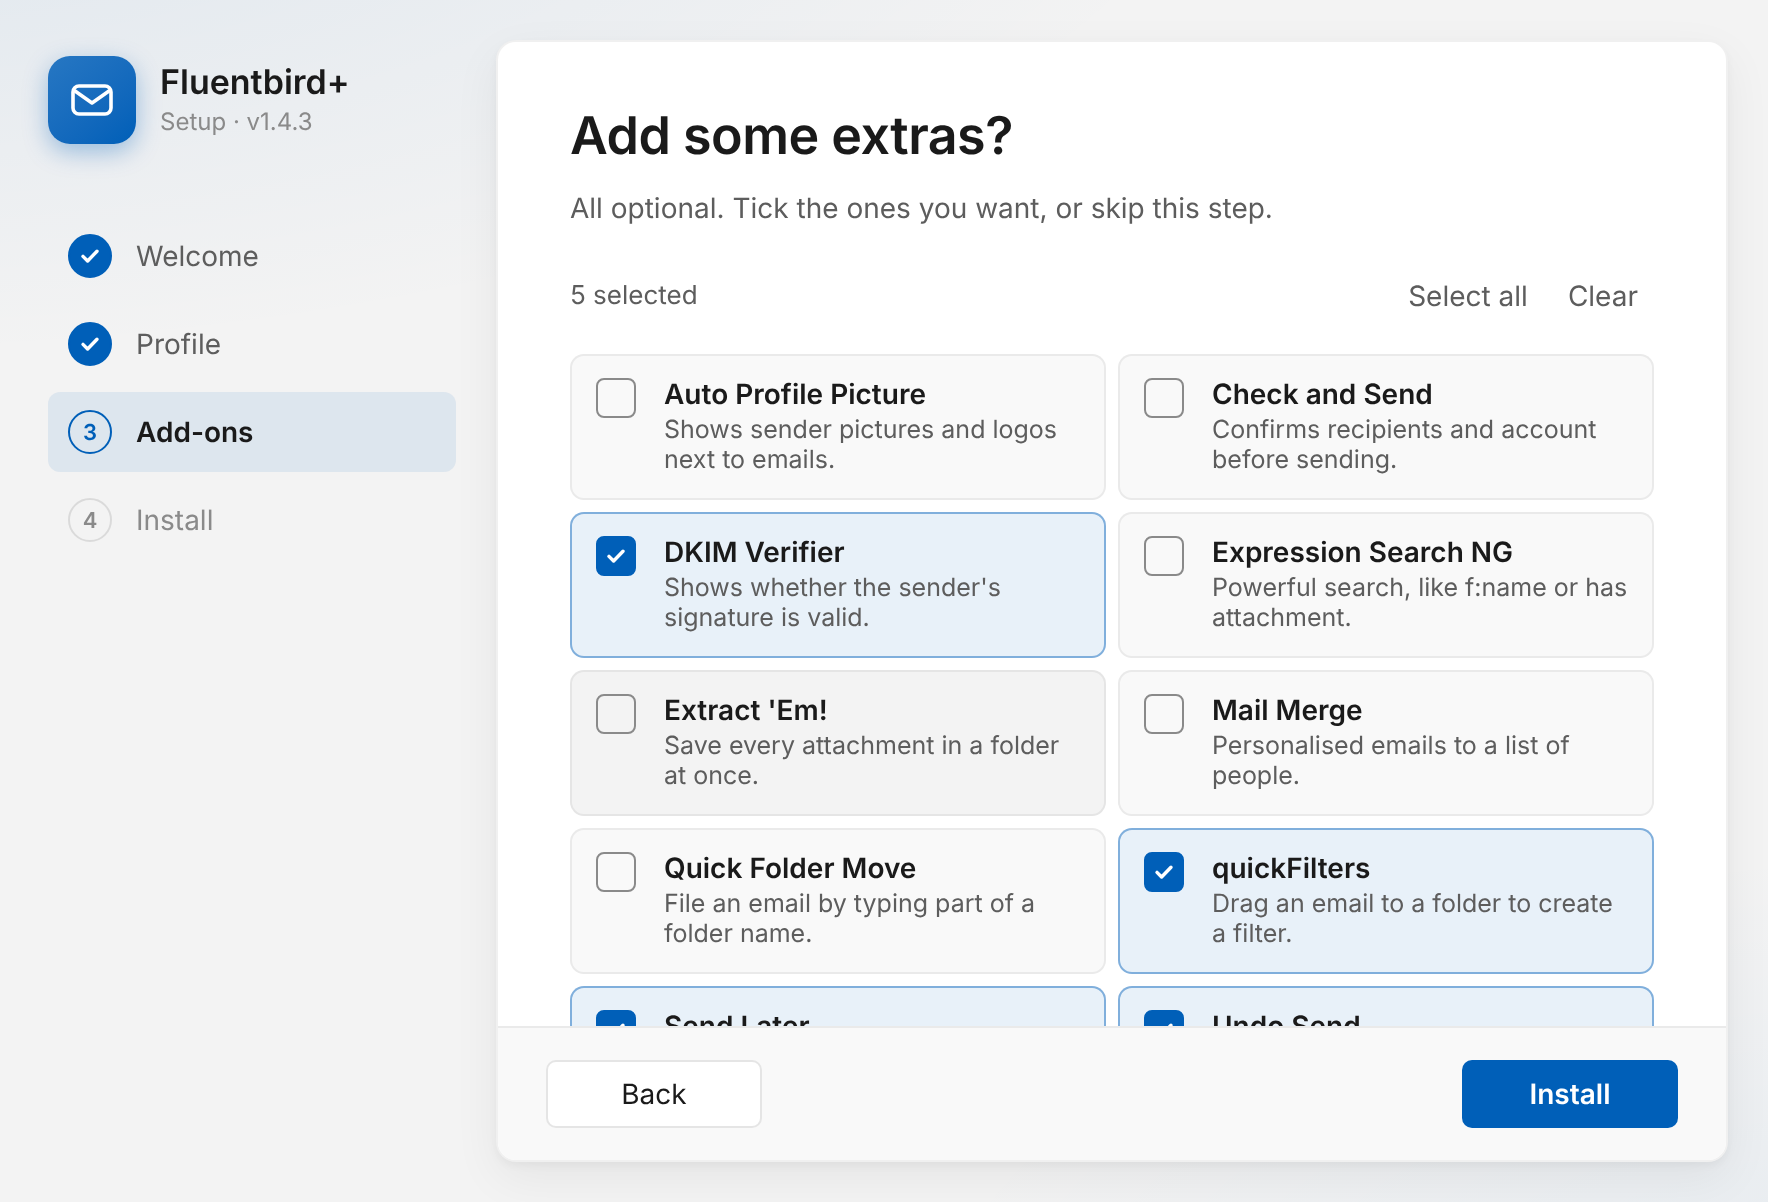 Fluentbird+
Setup · v1.4.3
Welcome
Profile
3 Add-ons
4 Install
Add some extras?
All optional. Tick the ones you want, or skip this step.
5 selected
Select all
Clear
Auto Profile Picture
Shows sender pictures and logos
next to emails.
Check and Send
Confirms recipients and account
before sending.
DKIM Verifier
Shows whether the sender's
signature is valid.
Expression Search NG
Powerful search, like f:name or has
attachment.
Extract 'Em!
Save every attachment in a folder
at once.
Mail Merge
Personalised emails to a list of
people.
Quick Folder Move
File an email by typing part of a
folder name.
quickFilters
Drag an email to a folder to create
a filter.
Send Later
Undo Send
Back
Install